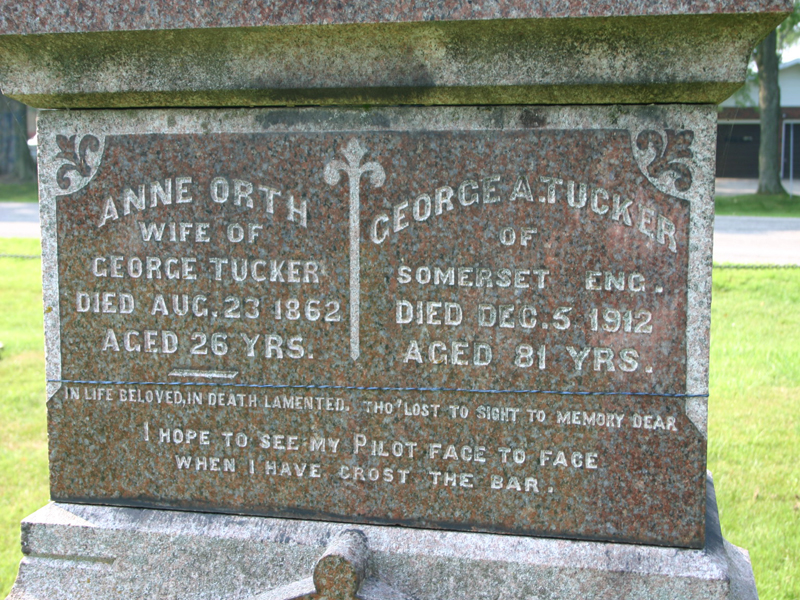 ANNE ORTH
WIFE OF
GEORGE TUCKER
DIED AUG. 23 1862
AGED 26 YRS.
GEORGE A. TUCKER
OF
SOMERSET ENG.
DIED DEC. 5 1912
AGED 81 YRS.
IN LIFE BELOVED, IN DEATH LAMENTED. THO' LOST TO SIGHT TO MEMORY DEAR
I HOPE TO SEE MY PILOT FACE TO FACE
WHEN I HAVE CROST THE BAR.